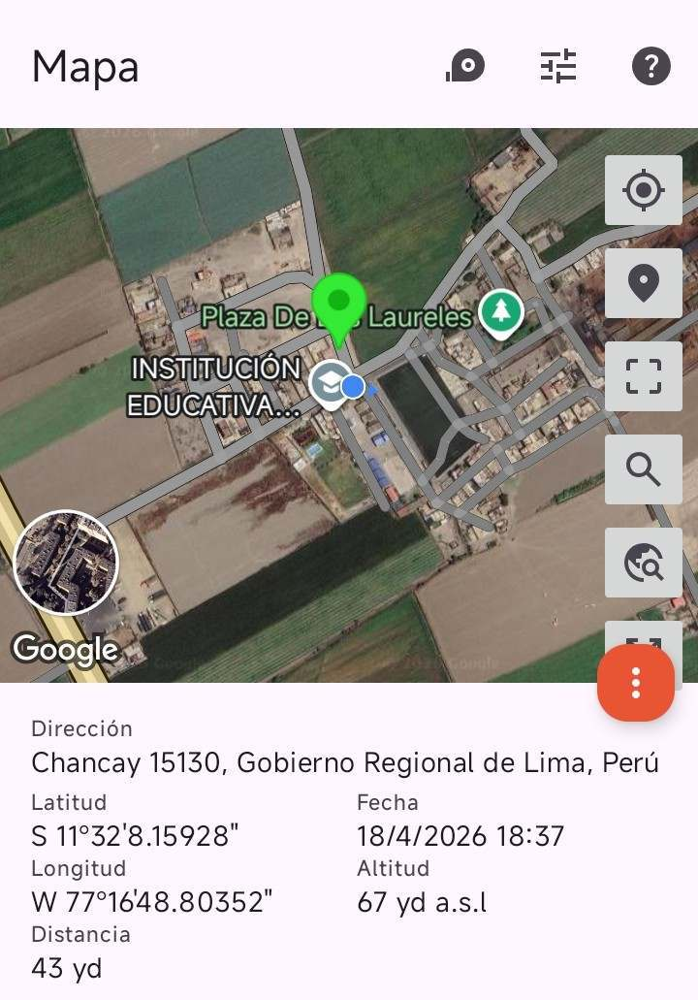 Mapa
Plaza De L s Laureles
INSTITUCIÓN
EDUCATIVA...
Google
Dirección
Chancay 15130, Gobierno Regional de Lima, Perú
Latitud
S 11°32'8.15928"
Fecha
18/4/2026 18:37
Longitud
W 77°16'48.80352"
Altitud
67 yd a.s.l
Distancia
43 yd